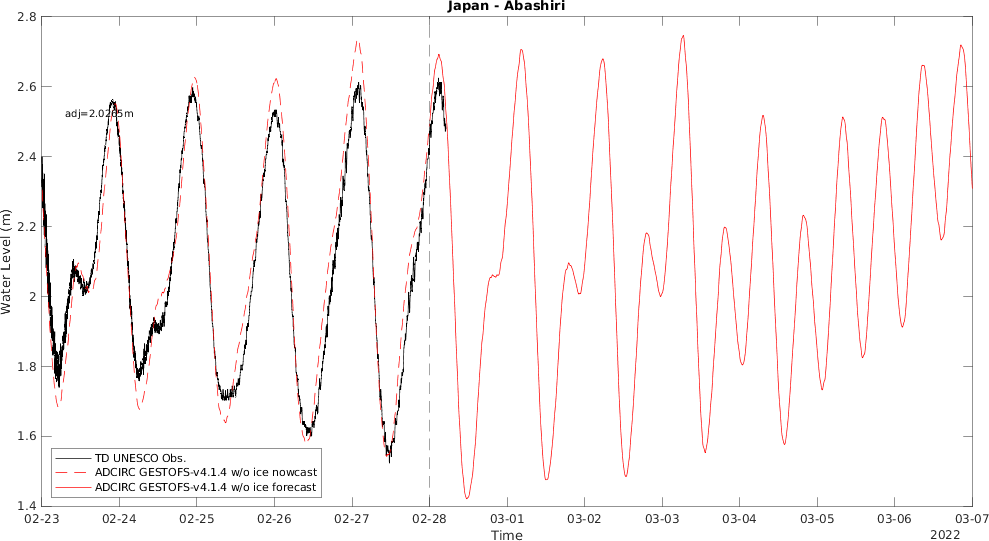 Japan - Abashiri
2.8
2.6
2.4
2.2
2
1.8
1.6
1.4
Water Level (m)
adj=2.0265m
TD UNESCO Obs.
ADCIRC GESTOFS-v4.1.4 w/o ice nowcast
ADCIRC GESTOFS-v4.1.4 w/o ice forecast
02-23 02-24 02-25 02-26 02-27 02-28 03-01 03-02 03-03 03-04 03-05 03-06 03-07
Time
2022